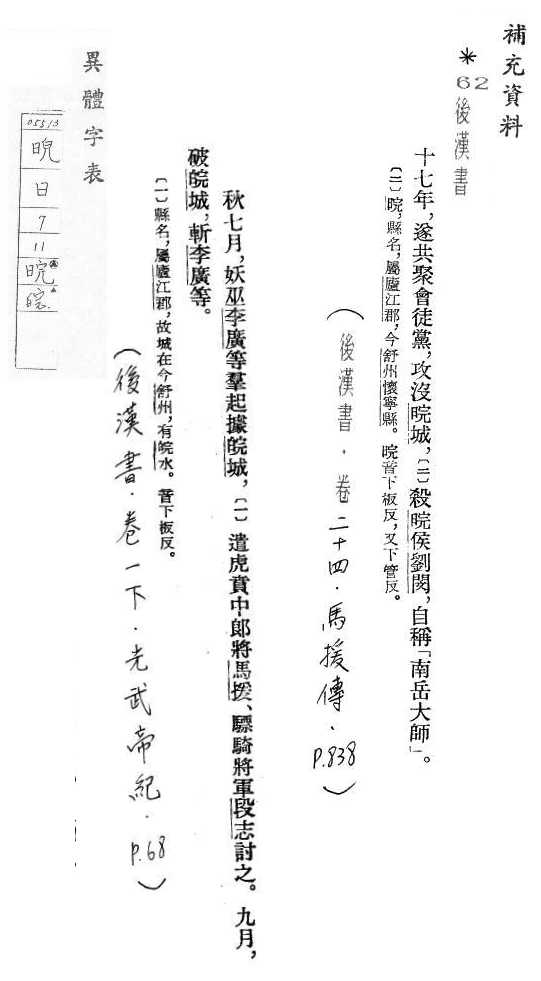 補充資料
＊62 後漢書
十七年，遂共聚會徒黨，攻沒晥城，〔二〕殺晥侯劉閔，自稱「南岳大師」。
〔二〕晥，縣名，屬廬江郡，今舒州懷寧縣。晥音下板反，又下管反。
（後漢書．卷二十四．馬援傳．P.838）
秋七月，妖巫李廣等羣起據皖城，〔一〕遣虎賁中郎將馬援、驃騎將軍段志討之。九月，
破皖城，斬李廣等。
〔一〕縣名，屬廬江郡，故城在今舒州，有皖水。音下板反。
（後漢書．卷一下．光武帝紀．P.68）
異體字表
05513
晲
日
7
11
晥
皖